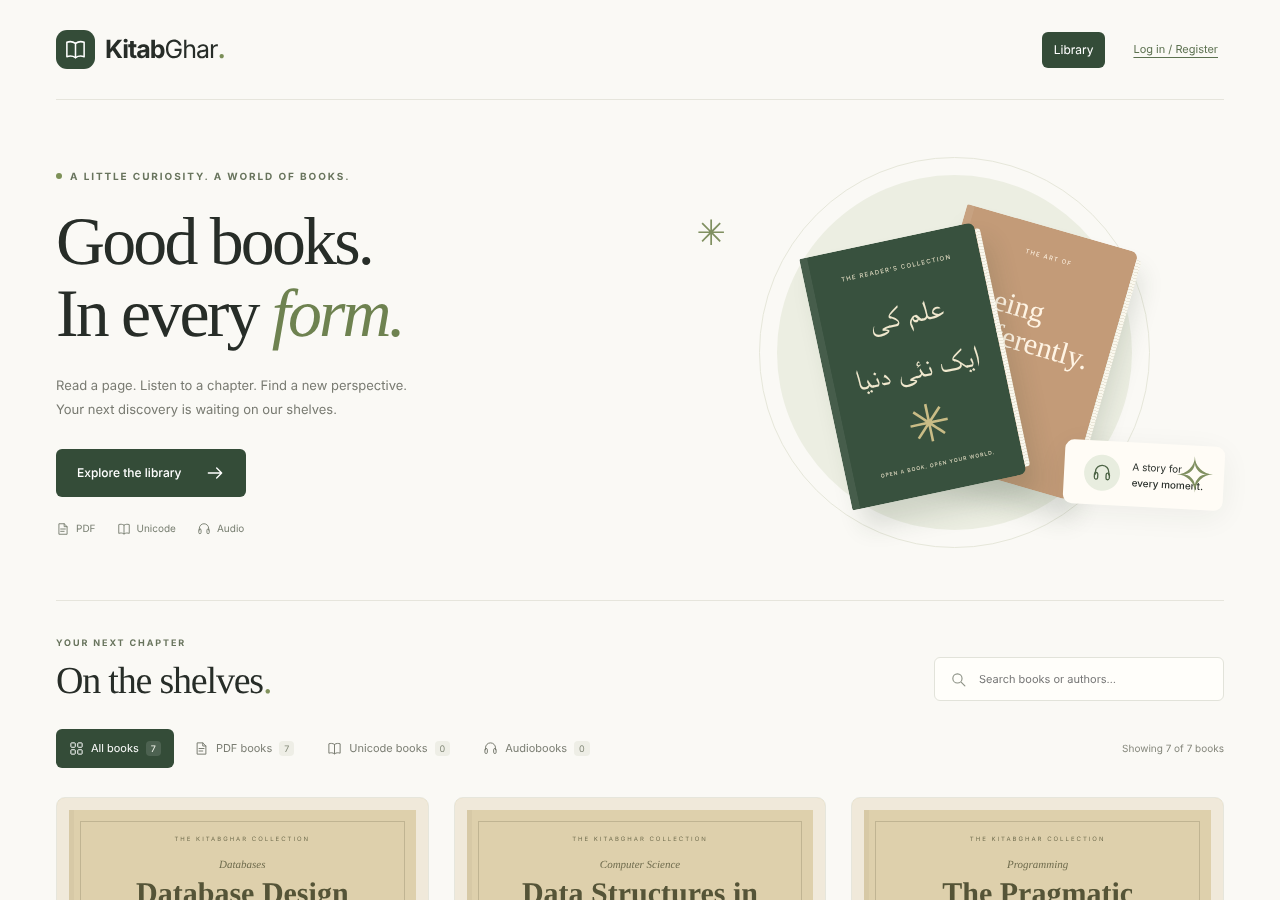 KitabGhar.
Library
Log in / Register
A LITTLE CURIOSITY. A WORLD OF BOOKS.
Good books.
In every form.
Read a page. Listen to a chapter. Find a new perspective.
Your next discovery is waiting on our shelves.
Explore the library
PDF
Unicode
Audio
THE READER'S COLLECTION
علم کی
ایک نئی دنیا
OPEN A BOOK. OPEN YOUR WORLD.
THE ART OF
A story for
every moment.
YOUR NEXT CHAPTER
On the shelves.
Search books or authors...
All books 7
PDF books 7
Unicode books 0
Audiobooks 0
Showing 7 of 7 books
THE KITABGHAR COLLECTION
Databases
Database Design
THE KITABGHAR COLLECTION
Computer Science
Data Structures in
THE KITABGHAR COLLECTION
Programming
The Pragmatic